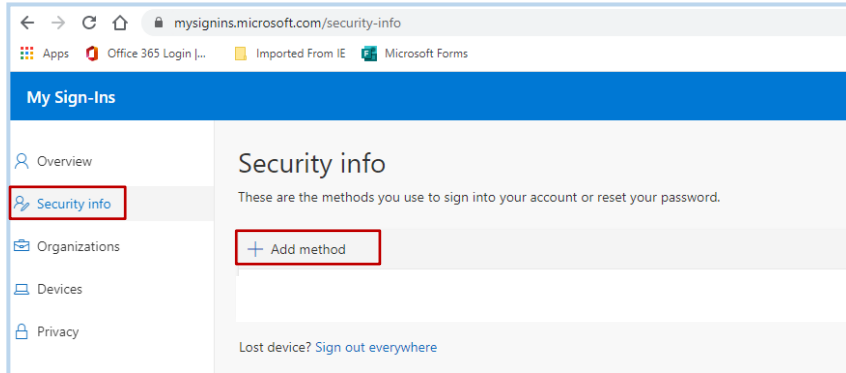 mysignins.microsoft.com/security-info
Apps Office 365 Login |... Imported From IE Microsoft Forms
My Sign-Ins
Overview
Security info
Organizations
Devices
Privacy
Security info
These are the methods you use to sign into your account or reset your password.
+ Add method
Lost device? Sign out everywhere